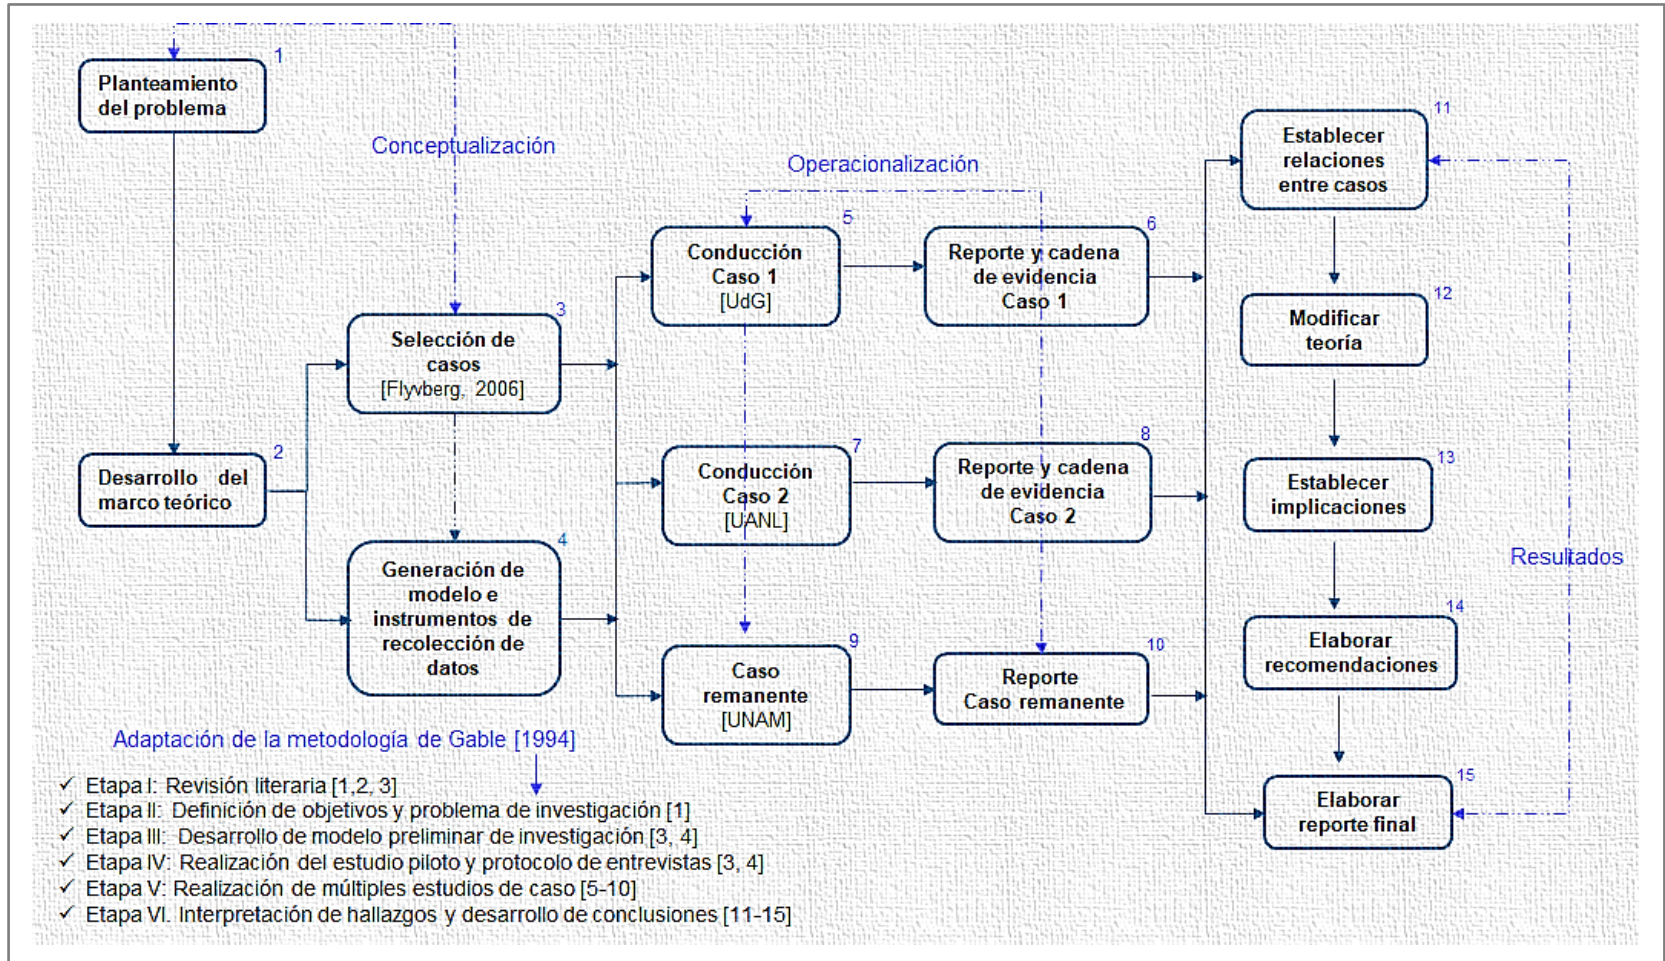 1
Planteamiento
del problema
Conceptualización
2
Desarrollo del
marco teórico
3
Selección de
casos
[Flyvberg, 2006]
4
Generación de
modelo e
instrumentos de
recolección de
datos
Operacionalización
5
Conducción
Caso 1
[UdG]
6
Reporte y cadena
de evidencia
Caso 1
7
Conducción
Caso 2
[UANL]
8
Reporte y cadena
de evidencia
Caso 2
9
Caso
remanente
[UNAM]
10
Reporte
Caso remanente
11
Establecer
relaciones
entre casos
12
Modificar
teoría
13
Establecer
implicaciones
Resultados
14
Elaborar
recomendaciones
15
Elaborar
reporte final
Adaptación de la metodología de Gable [1994]
✓ Etapa I: Revisión literaria [1,2, 3]
✓ Etapa II: Definición de objetivos y problema de investigación [1]
✓ Etapa III: Desarrollo de modelo preliminar de investigación [3, 4]
✓ Etapa IV: Realización del estudio piloto y protocolo de entrevistas [3, 4]
✓ Etapa V: Realización de múltiples estudios de caso [5-10]
✓ Etapa VI. Interpretación de hallazgos y desarrollo de conclusiones [11-15]